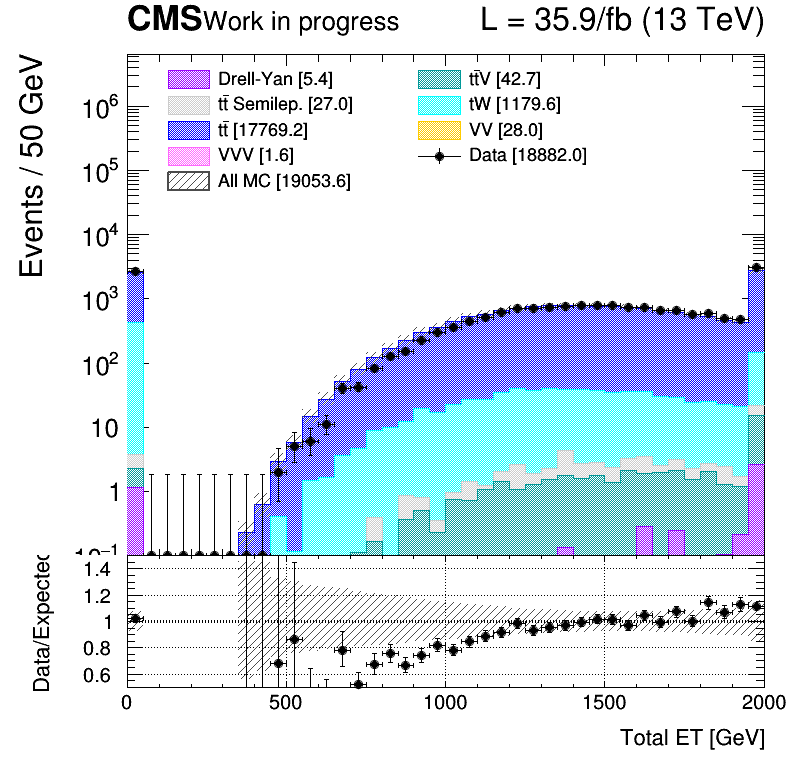 CMS Work in progress L = 35.9/fb (13 TeV)
Events / 50 GeV
Drell-Yan [5.4]
tt̄V [42.7]
tt̄ Semilep. [27.0]
tW [1179.6]
tt̄ [17769.2]
VV [28.0]
VVV [1.6]
Data [18882.0]
All MC [19053.6]
10⁶
10⁵
10⁴
10³
10²
10
1
10⁻¹
Data/Expected
1.4
1.2
1
0.8
0.6
0 500 1000 1500 2000
Total ET [GeV]